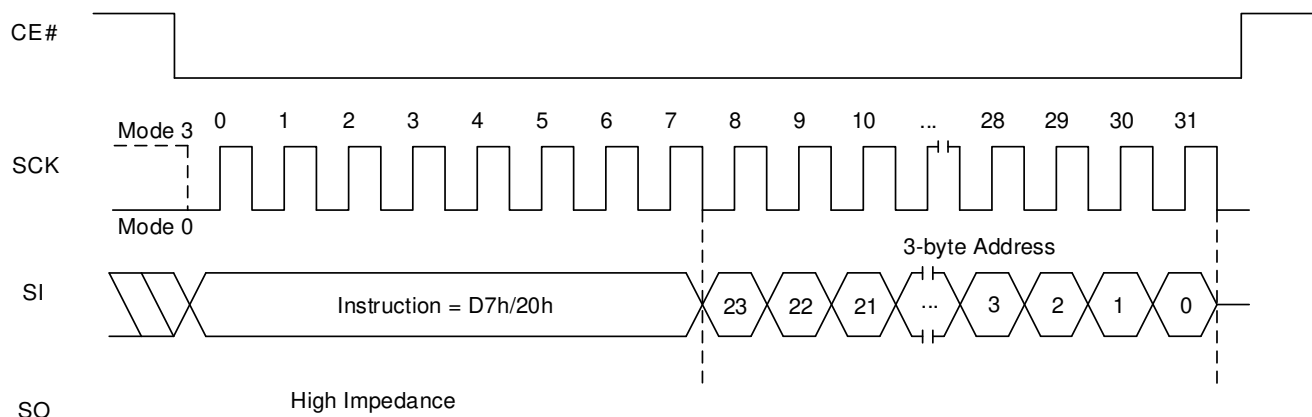 CE#
Mode 3
0 1 2 3 4 5 6 7 8 9 10 ... 28 29 30 31
SCK
Mode 0
3-byte Address
SI
Instruction = D7h/20h
23 22 21 ... 3 2 1 0
High Impedance
SO